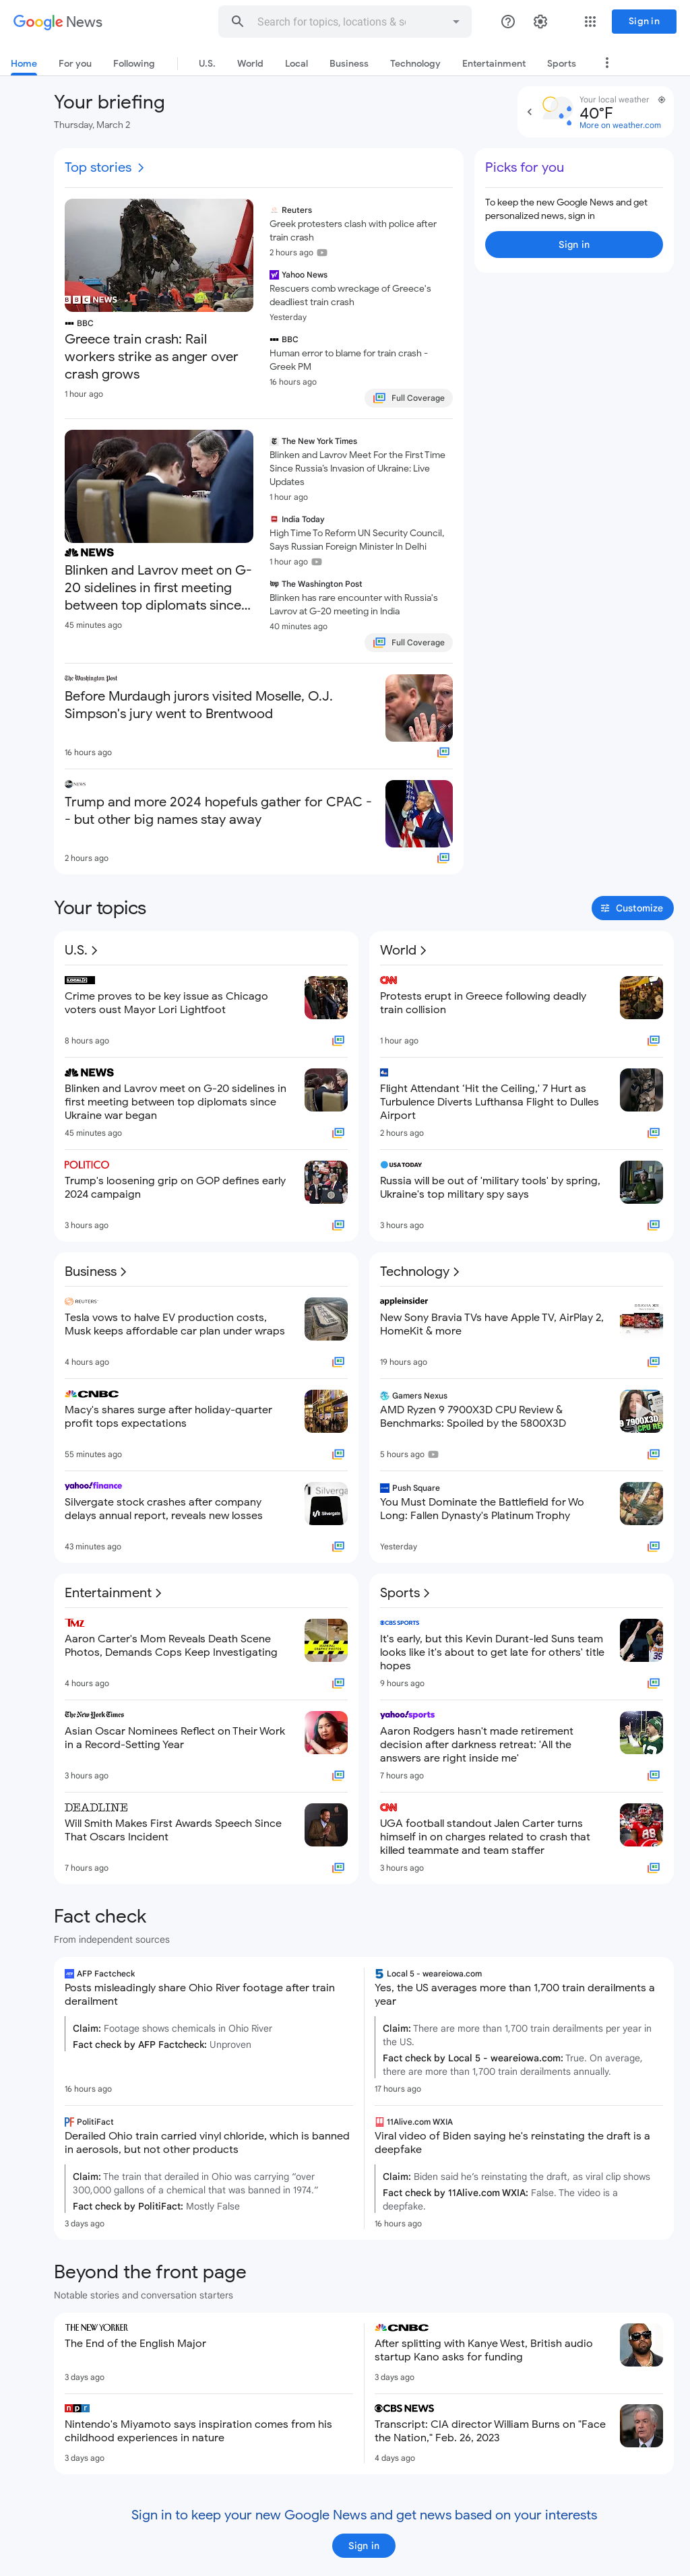 Google News
Search for topics, locations & sc
Sign in
Home
For you
Following
U.S.
World
Local
Business
Technology
Entertainment
Sports
Your briefing
Thursday, March 2
Your local weather
40°F
More on weather.com
Top stories
BBC NEWS
BBC
Greece train crash: Rail
workers strike as anger over
crash grows
1 hour ago
Reuters
Greek protesters clash with police after
train crash
2 hours ago
Yahoo News
Rescuers comb wreckage of Greece's
deadliest train crash
Yesterday
BBC
Human error to blame for train crash -
Greek PM
16 hours ago
Full Coverage
Picks for you
To keep the new Google News and get
personalized news, sign in
Sign in
NEWS
Blinken and Lavrov meet on G-
20 sidelines in first meeting
between top diplomats since...
45 minutes ago
The New York Times
Blinken and Lavrov Meet For the First Time
Since Russia's Invasion of Ukraine: Live
Updates
1 hour ago
India Today
High Time To Reform UN Security Council,
Says Russian Foreign Minister In Delhi
1 hour ago
The Washington Post
Blinken has rare encounter with Russia's
Lavrov at G-20 meeting in India
40 minutes ago
Full Coverage
The Washington Post
Before Murdaugh jurors visited Moselle, O.J.
Simpson's jury went to Brentwood
16 hours ago
abc NEWS
Trump and more 2024 hopefuls gather for CPAC -
- but other big names stay away
2 hours ago
Your topics
Customize
U.S.
Crime proves to be key issue as Chicago
voters oust Mayor Lori Lightfoot
8 hours ago
NEWS
Blinken and Lavrov meet on G-20 sidelines in
first meeting between top diplomats since
Ukraine war began
45 minutes ago
POLITICO
Trump's loosening grip on GOP defines early
2024 campaign
3 hours ago
World
CNN
Protests erupt in Greece following deadly
train collision
1 hour ago
Flight Attendant 'Hit the Ceiling,' 7 Hurt as
Turbulence Diverts Lufthansa Flight to Dulles
Airport
2 hours ago
USA TODAY
Russia will be out of 'military tools' by spring,
Ukraine's top military spy says
3 hours ago
Business
REUTERS
Tesla vows to halve EV production costs,
Musk keeps affordable car plan under wraps
4 hours ago
CNBC
Macy's shares surge after holiday-quarter
profit tops expectations
55 minutes ago
yahoo!finance
Silvergate stock crashes after company
delays annual report, reveals new losses
Silvergate
43 minutes ago
Technology
appleinsider
New Sony Bravia TVs have Apple TV, AirPlay 2,
HomeKit & more
BRAVIA XR
19 hours ago
Gamers Nexus
AMD Ryzen 9 7900X3D CPU Review &
Benchmarks: Spoiled by the 5800X3D
7900X3D
5 hours ago
Push Square
You Must Dominate the Battlefield for Wo
Long: Fallen Dynasty's Platinum Trophy
Yesterday
Entertainment
TMZ
Aaron Carter's Mom Reveals Death Scene
Photos, Demands Cops Keep Investigating
4 hours ago
The New York Times
Asian Oscar Nominees Reflect on Their Work
in a Record-Setting Year
3 hours ago
DEADLINE
Will Smith Makes First Awards Speech Since
That Oscars Incident
7 hours ago
Sports
CBS SPORTS
It's early, but this Kevin Durant-led Suns team
looks like it's about to get late for others' title
hopes
35
9 hours ago
yahoo!sports
Aaron Rodgers hasn't made retirement
decision after darkness retreat: 'All the
answers are right inside me'
7 hours ago
CNN
UGA football standout Jalen Carter turns
himself in on charges related to crash that
killed teammate and team staffer
88
3 hours ago
Fact check
From independent sources
AFP Factcheck
Posts misleadingly share Ohio River footage after train
derailment
Claim: Footage shows chemicals in Ohio River
Fact check by AFP Factcheck: Unproven
16 hours ago
Local 5 - weareiowa.com
Yes, the US averages more than 1,700 train derailments a
year
Claim: There are more than 1,700 train derailments per year in
the US.
Fact check by Local 5 - weareiowa.com: True. On average,
there are more than 1,700 train derailments annually.
17 hours ago
PolitiFact
Derailed Ohio train carried vinyl chloride, which is banned
in aerosols, but not other products
Claim: The train that derailed in Ohio was carrying “over
300,000 gallons of a chemical that was banned in 1974.”
Fact check by PolitiFact: Mostly False
3 days ago
11Alive.com WXIA
Viral video of Biden saying he's reinstating the draft is a
deepfake
Claim: Biden said he's reinstating the draft, as viral clip shows
Fact check by 11Alive.com WXIA: False. The video is a
deepfake.
16 hours ago
Beyond the front page
Notable stories and conversation starters
THE NEW YORKER
The End of the English Major
3 days ago
CNBC
After splitting with Kanye West, British audio
startup Kano asks for funding
3 days ago
npr
Nintendo's Miyamoto says inspiration comes from his
childhood experiences in nature
3 days ago
CBS NEWS
Transcript: CIA director William Burns on "Face
the Nation," Feb. 26, 2023
4 days ago
Sign in to keep your new Google News and get news based on your interests
Sign in